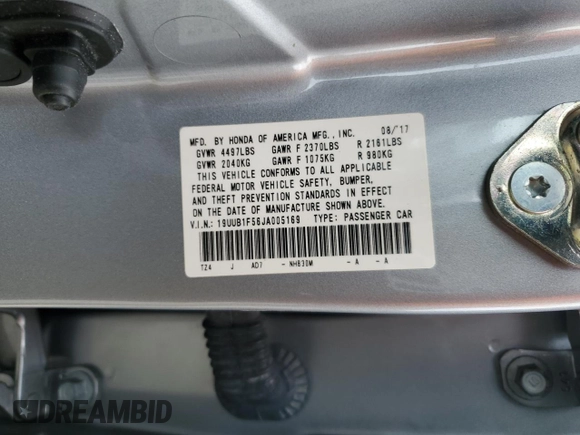 MFD. BY HONDA OF AMERICA MFG., INC. 08/'17
GVWR 4497LBS GAWR F 2370LBS R 2161LBS
GVWR 2040KG GAWR F 1075KG R 980KG
THIS VEHICLE CONFORMS TO ALL APPLICABLE
FEDERAL MOTOR VEHICLE SAFETY, BUMPER,
AND THEFT PREVENTION STANDARDS IN EFFECT
ON THE DATE OF MANUFACTURE SHOWN ABOVE.
V.I.N.: 19UUB1F56JA005169 TYPE: PASSENGER CAR
TZ4 J AD7 - NH830M - A - A
DREAMBID